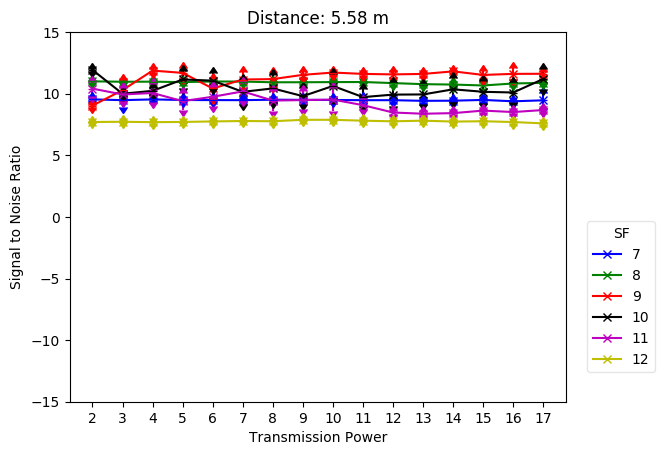 Distance: 5.58 m
15
10
5
0
−5
−10
−15
Signal to Noise Ratio
2 3 4 5 6 7 8 9 10 11 12 13 14 15 16 17
Transmission Power
SF
7
8
9
10
11
12